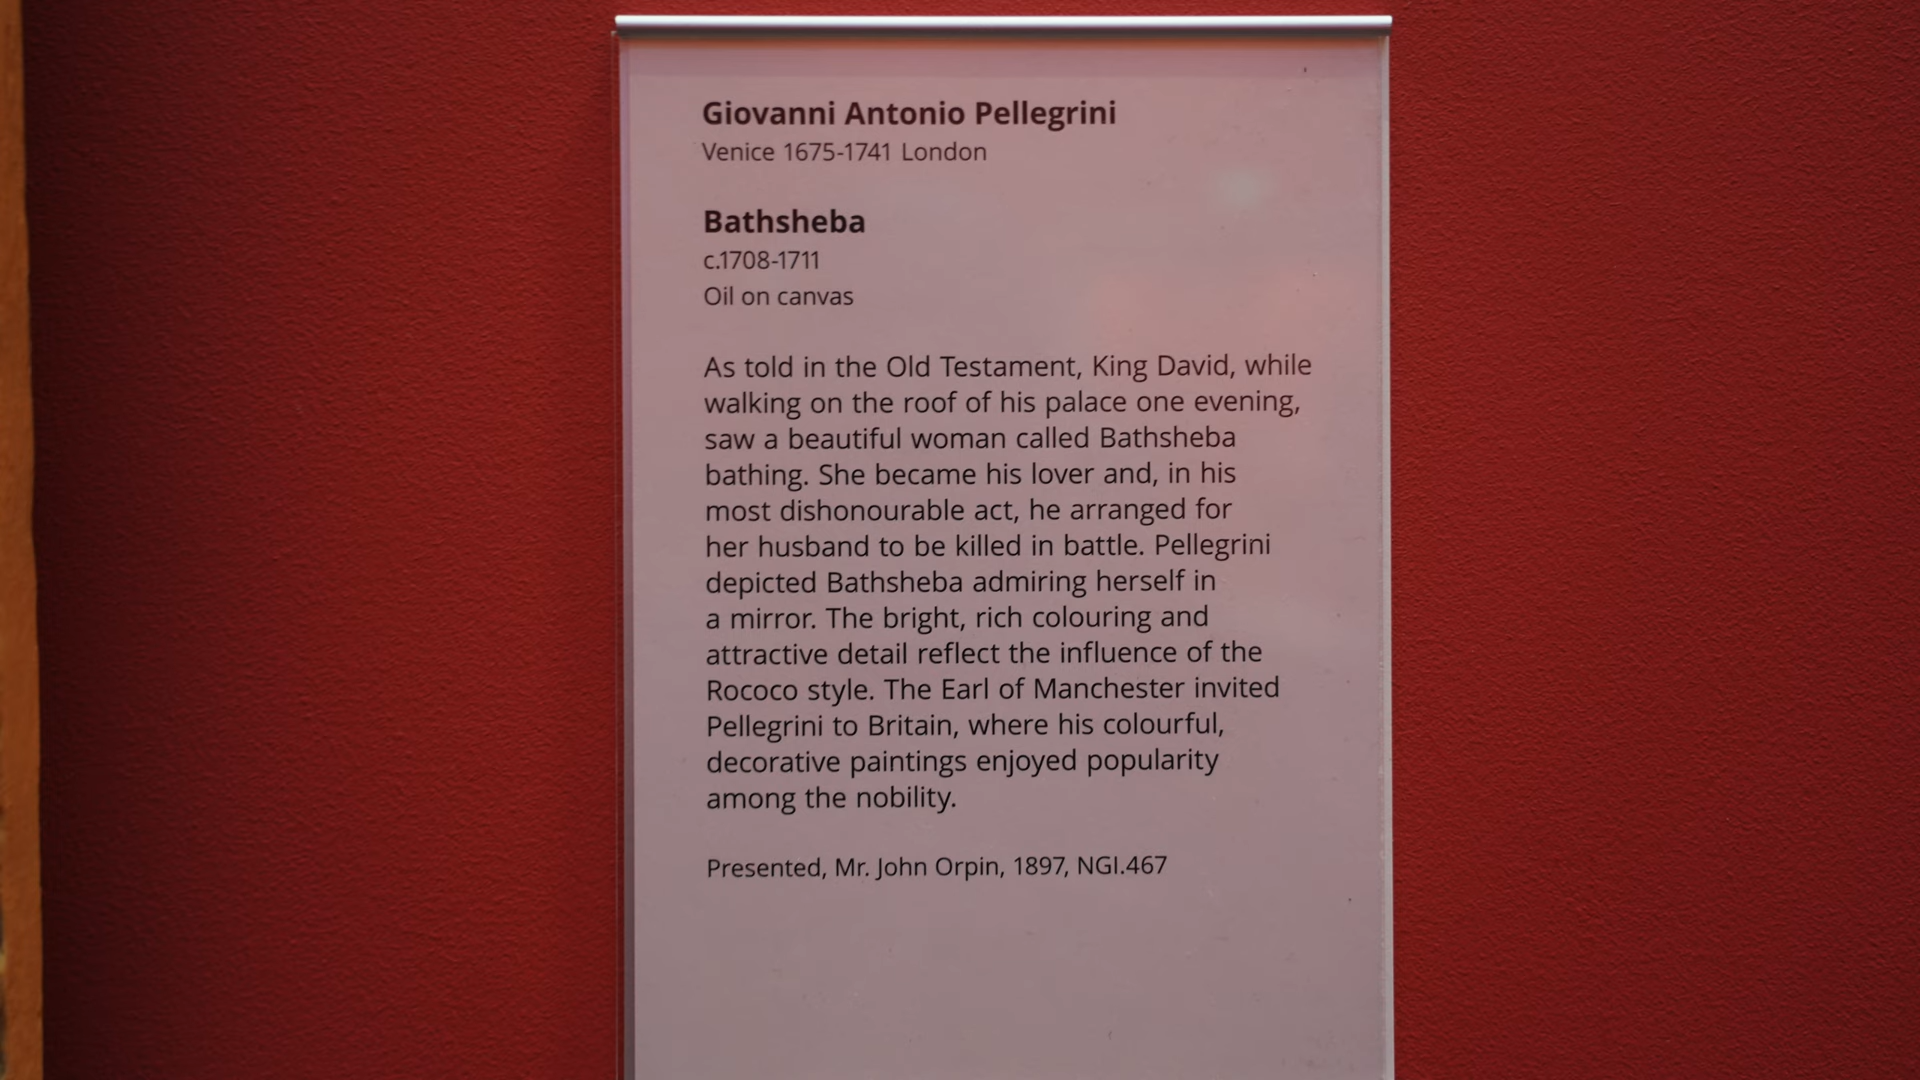 Giovanni Antonio Pellegrini
Venice 1675-1741 London
Bathsheba
c.1708-1711
Oil on canvas
As told in the Old Testament, King David, while
walking on the roof of his palace one evening,
saw a beautiful woman called Bathsheba
bathing. She became his lover and, in his
most dishonourable act, he arranged for
her husband to be killed in battle. Pellegrini
depicted Bathsheba admiring herself in
a mirror. The bright, rich colouring and
attractive detail reflect the influence of the
Rococo style. The Earl of Manchester invited
Pellegrini to Britain, where his colourful,
decorative paintings enjoyed popularity
among the nobility.
Presented, Mr. John Orpin, 1897, NGI.467